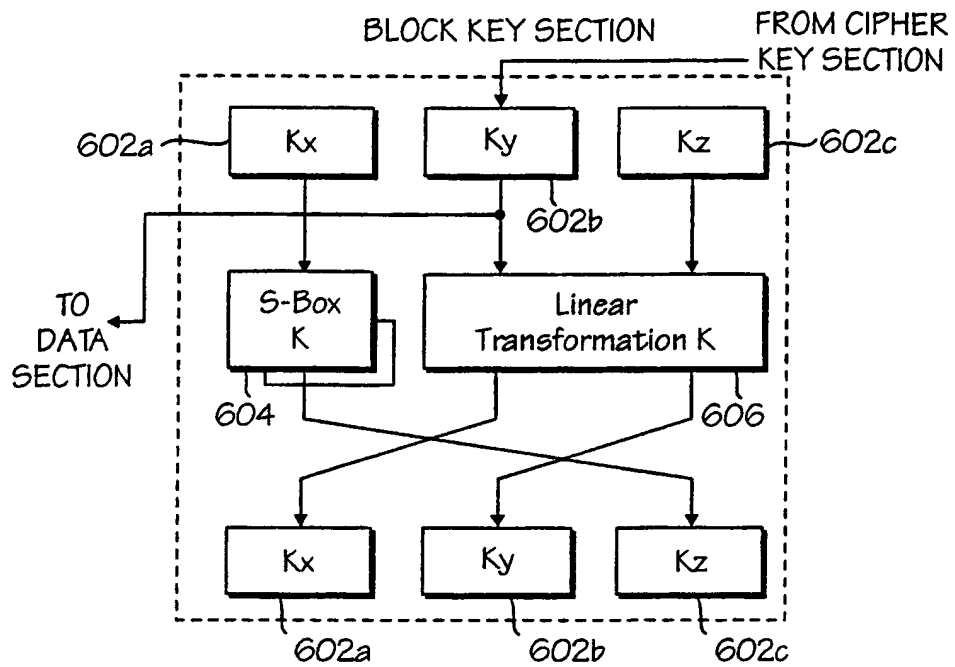 BLOCK KEY SECTION
FROM CIPHER
KEY SECTION
602a
Kx
Ky
Kz
602c
602b
TO
DATA
SECTION
S-Box
K
Linear
Transformation K
604
606
Kx
Ky
Kz
602a
602b
602c